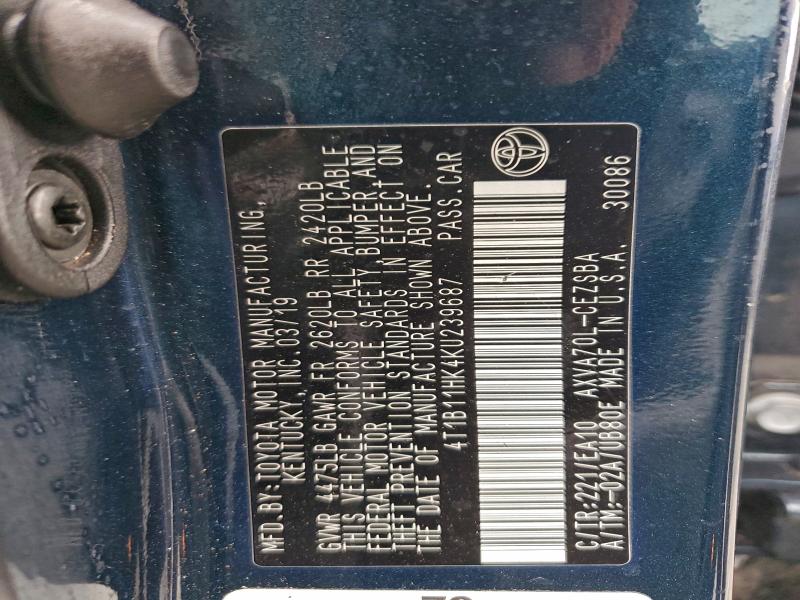 MFD.BY:TOYOTA MOTOR MANUFACTURING,
KENTUCKY, INC.03/19
GVWR 4475LB GAWR FR 2620LB RR 2420LB
THIS VEHICLE CONFORMS TO ALL APPLICABLE
FEDERAL MOTOR VEHICLE SAFETY, BUMPER, AND
THEFT PREVENTION STANDARDS IN EFFECT ON
THE DATE OF MANUFACTURE SHOWN ABOVE.
4T1B11HK4KU239687 PASS.CAR
C/TR:221/EA10 AXVA70L-CEZSBA
A/TM:-02A/UB80E MADE IN U.S.A. 30086